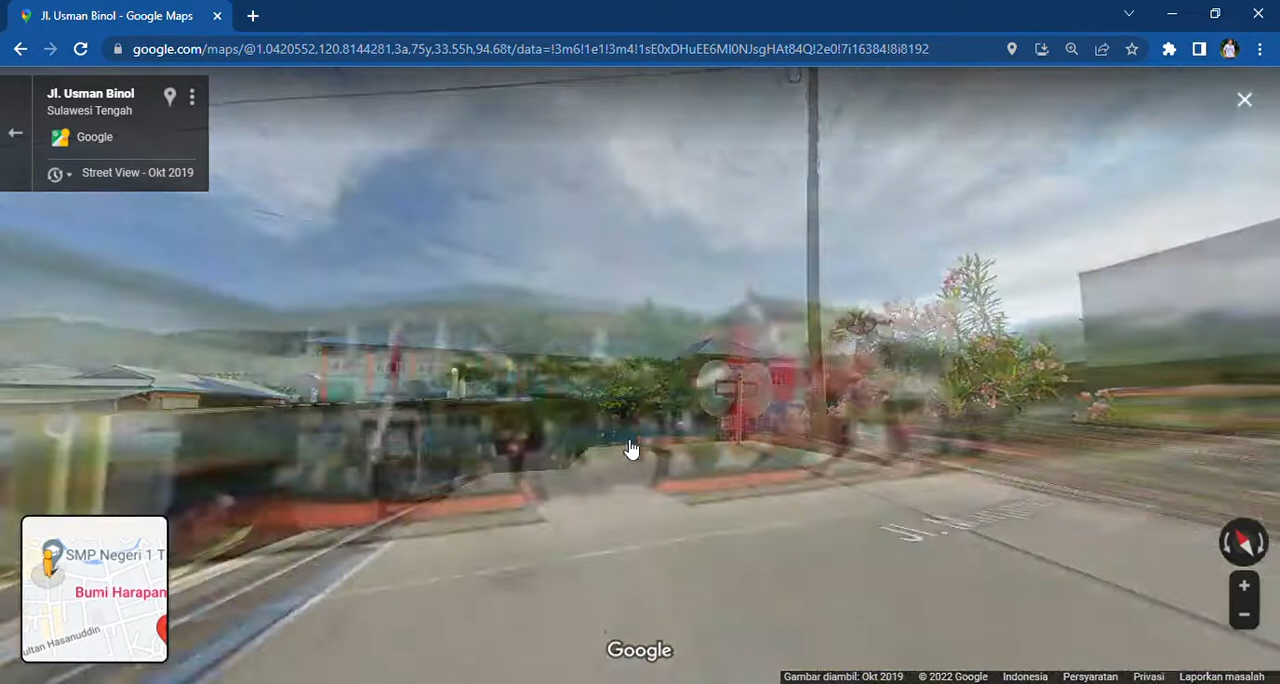 Jl. Usman Binol - Google Maps
google.com/maps/@1.0420552,120.8144281,3a,75y,33.55h,94.68t/data=!3m6!1e1!3m4!1sE0xDHuEE6MI0NJsgHAt84Q!2e0!7i16384!8i8192
Jl. Usman Binol
Sulawesi Tengah
Google
Street View - Okt 2019
SMP Negeri 1 T
Bumi Harapan
ultan Hasanuddin
Google
Gambar diambil: Okt 2019 © 2022 Google Indonesia Persyaratan Privasi Laporkan masalah